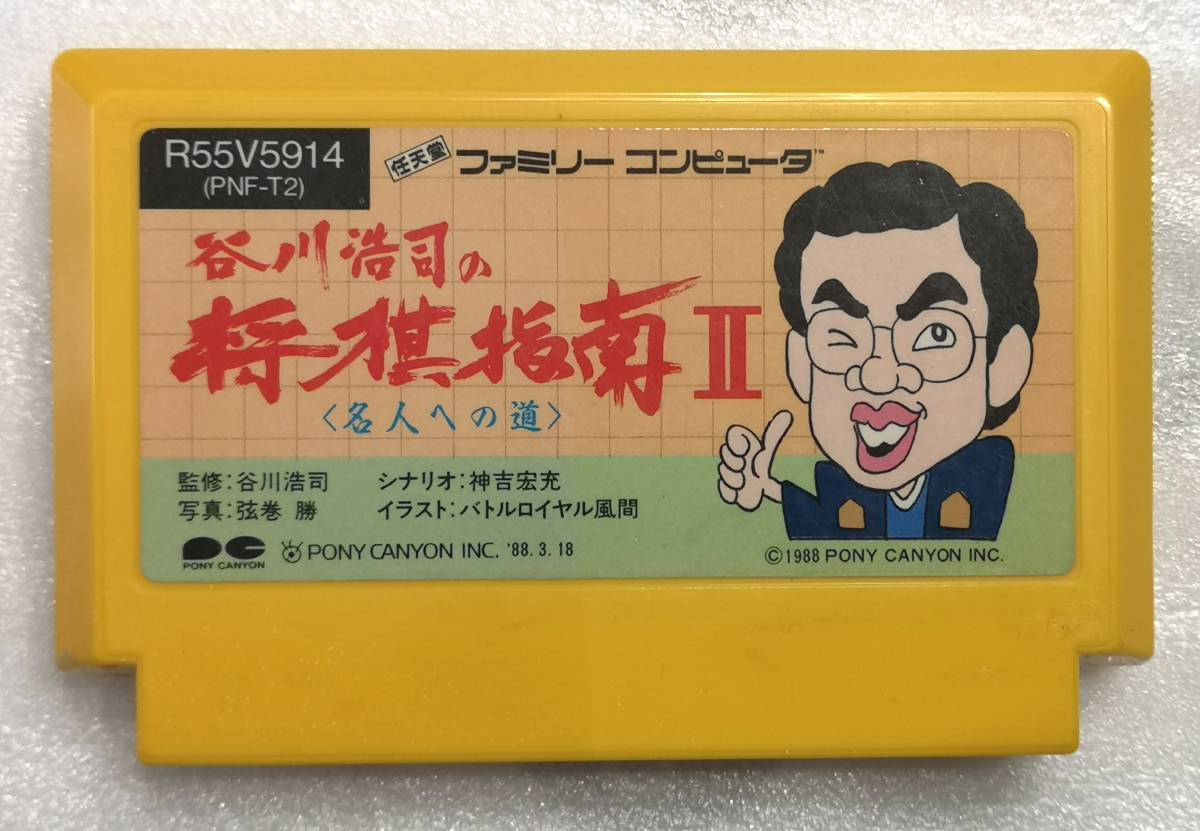 R55V5914
(PNF-T2)
任天堂 ファミリー コンピュータ™
谷川浩司の
将棋指南II
〈名人への道〉
監修:谷川浩司 シナリオ:神吉宏充
写真:弦巻 勝 イラスト:バトルロイヤル風間
PONY CANYON PONY CANYON INC. '88.3.18
©1988 PONY CANYON INC.